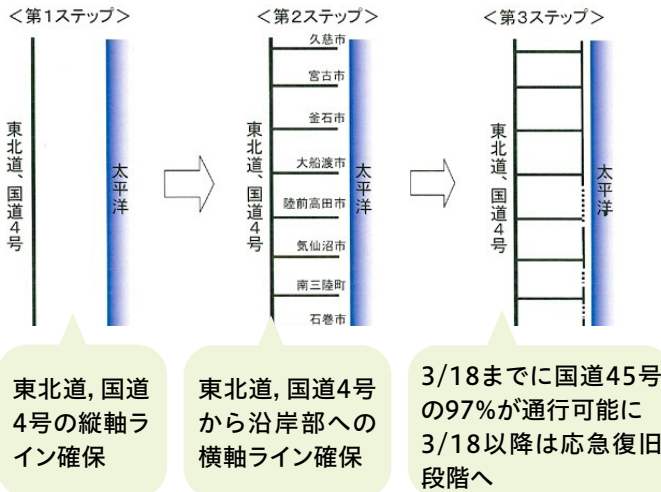 <第1ステップ>
<第2ステップ>
<第3ステップ>
東北道、国道4号
太平洋
東北道、国道4号
久慈市
宮古市
釜石市
大船渡市
陸前高田市
気仙沼市
南三陸町
石巻市
太平洋
東北道、国道4号
太平洋
東北道, 国道
4号の縦軸ラ
イン確保
東北道, 国道4号
から沿岸部への
横軸ライン確保
3/18までに国道45号
の97%が通行可能に
3/18以降は応急復旧
段階へ